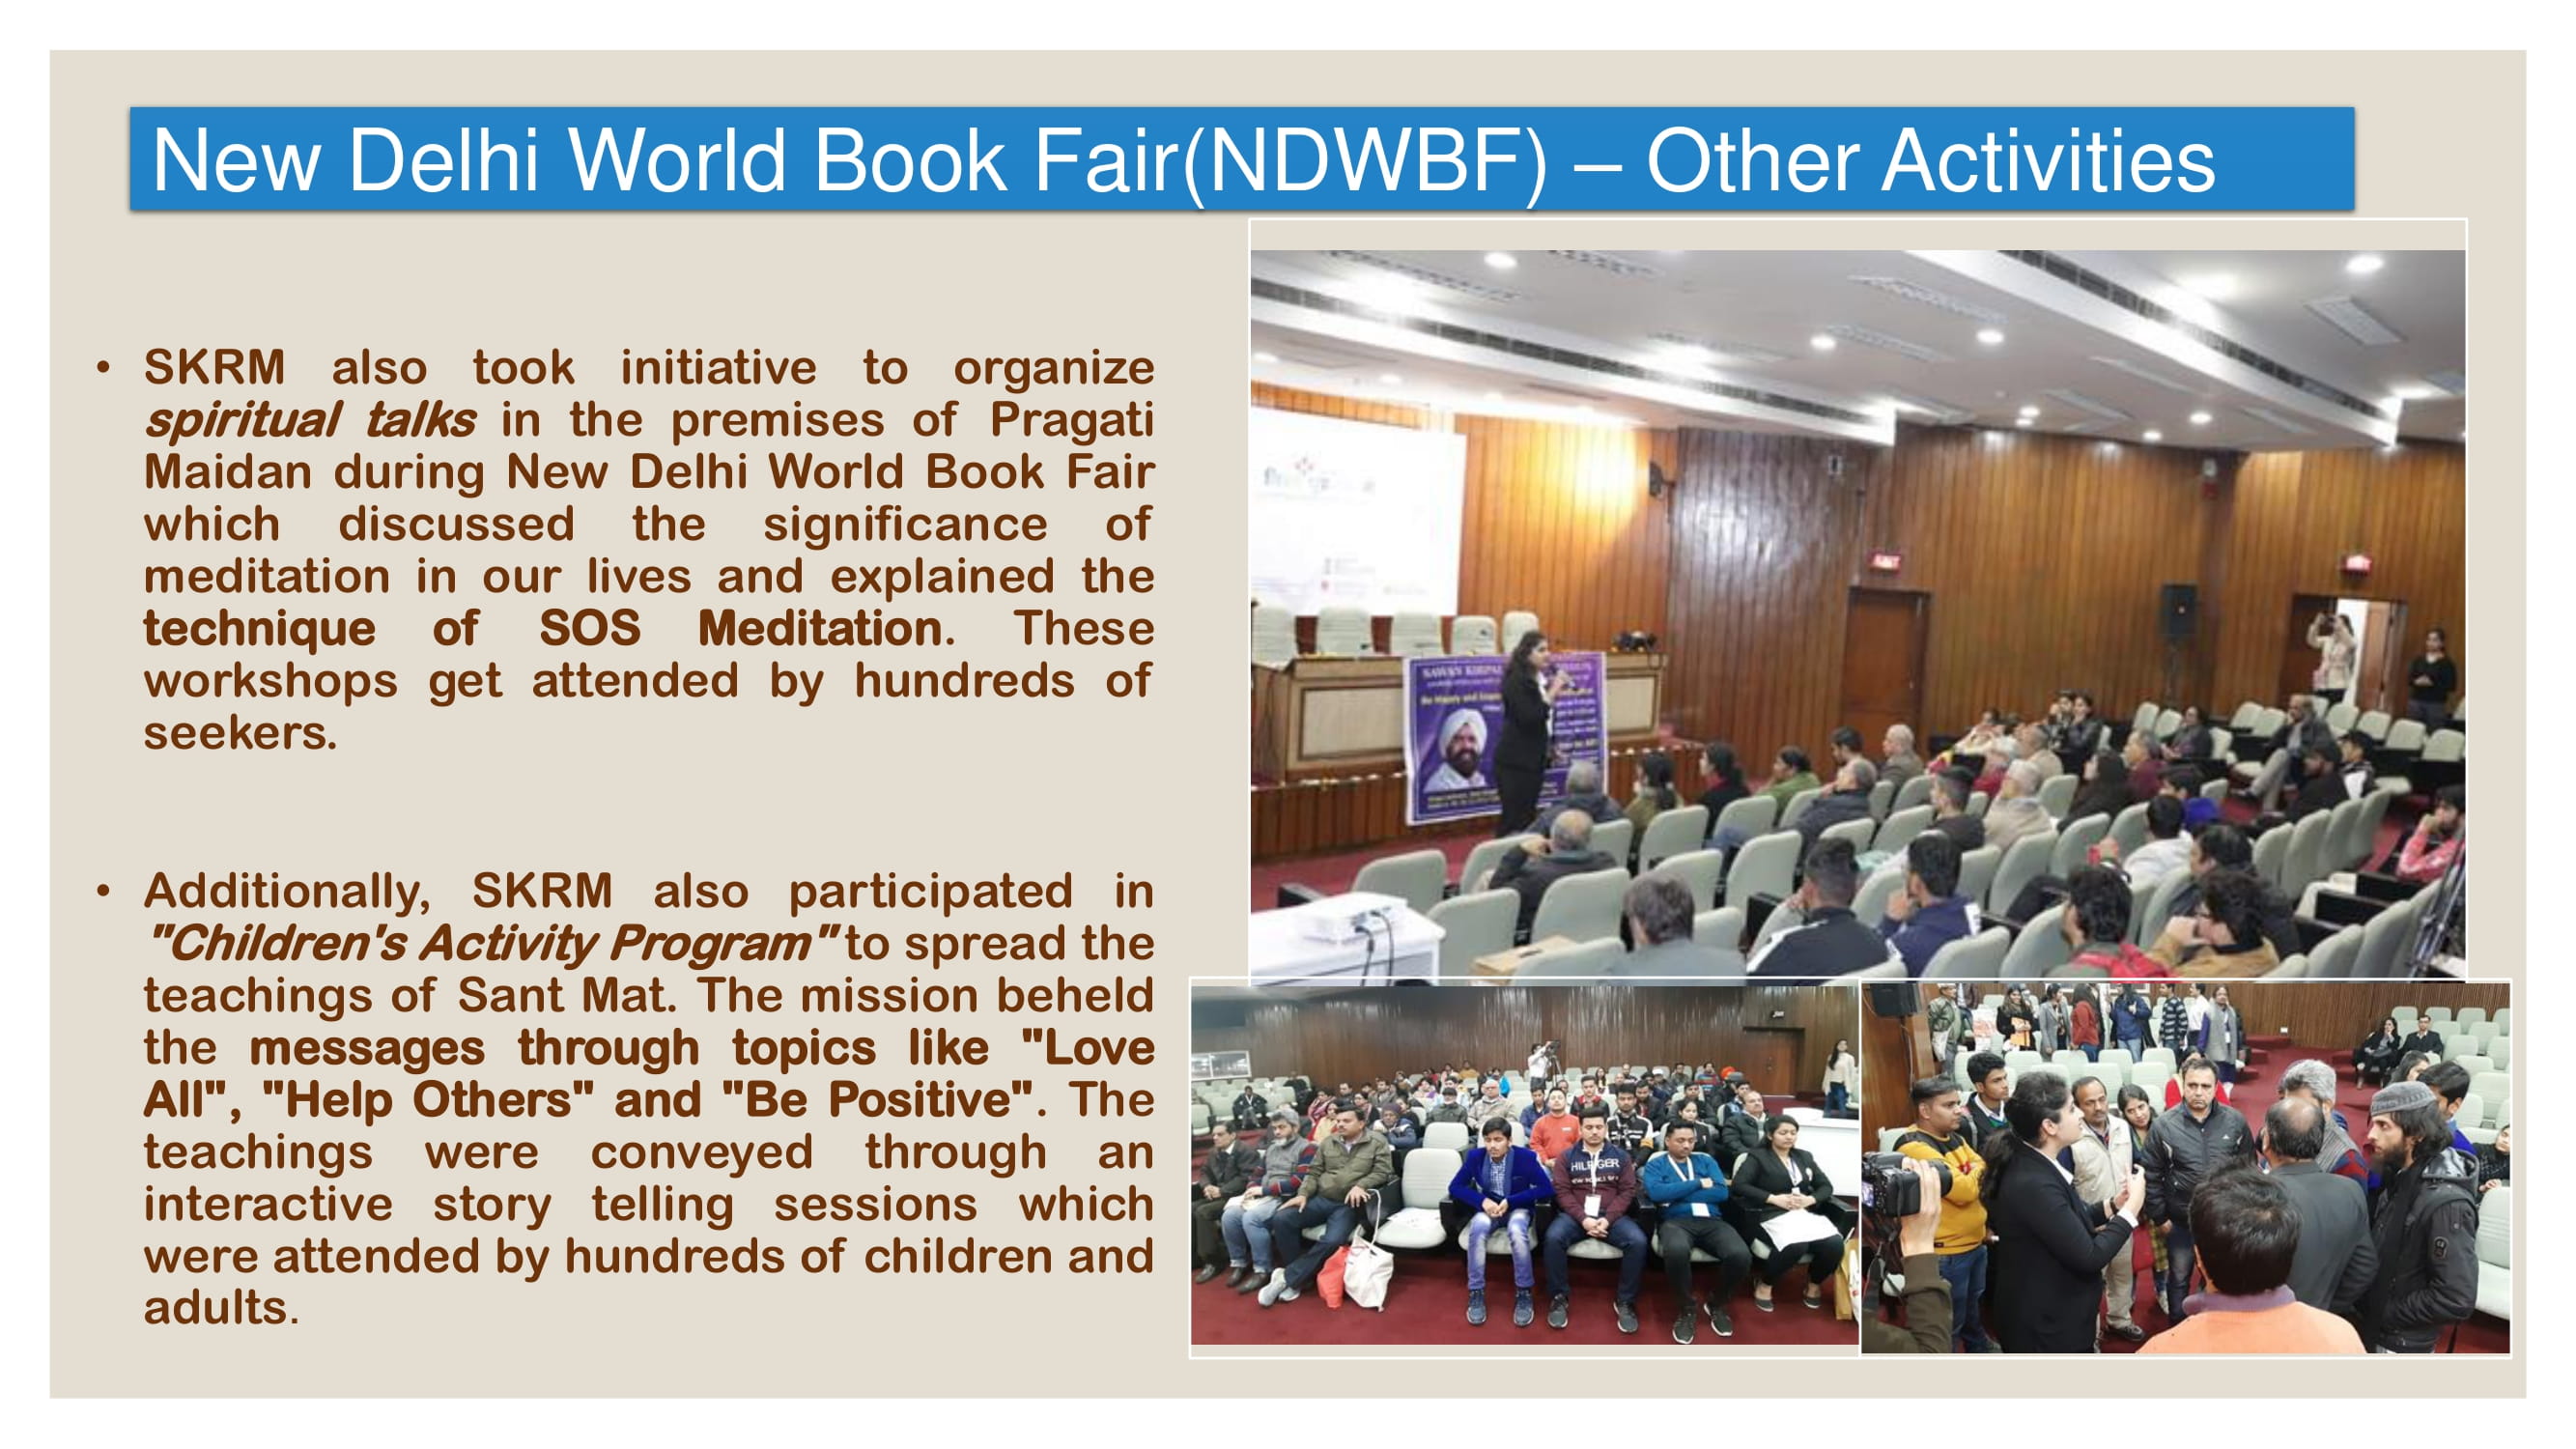 New Delhi World Book Fair(NDWBF) – Other Activities
• SKRM also took initiative to organize
spiritual talks in the premises of Pragati
Maidan during New Delhi World Book Fair
which discussed the significance of
meditation in our lives and explained the
technique of SOS Meditation. These
workshops get attended by hundreds of
seekers.
• Additionally, SKRM also participated in
"Children's Activity Program" to spread the
teachings of Sant Mat. The mission beheld
the messages through topics like "Love
All", "Help Others" and "Be Positive". The
teachings were conveyed through an
interactive story telling sessions which
were attended by hundreds of children and
adults.
SAWAN KIRPAL